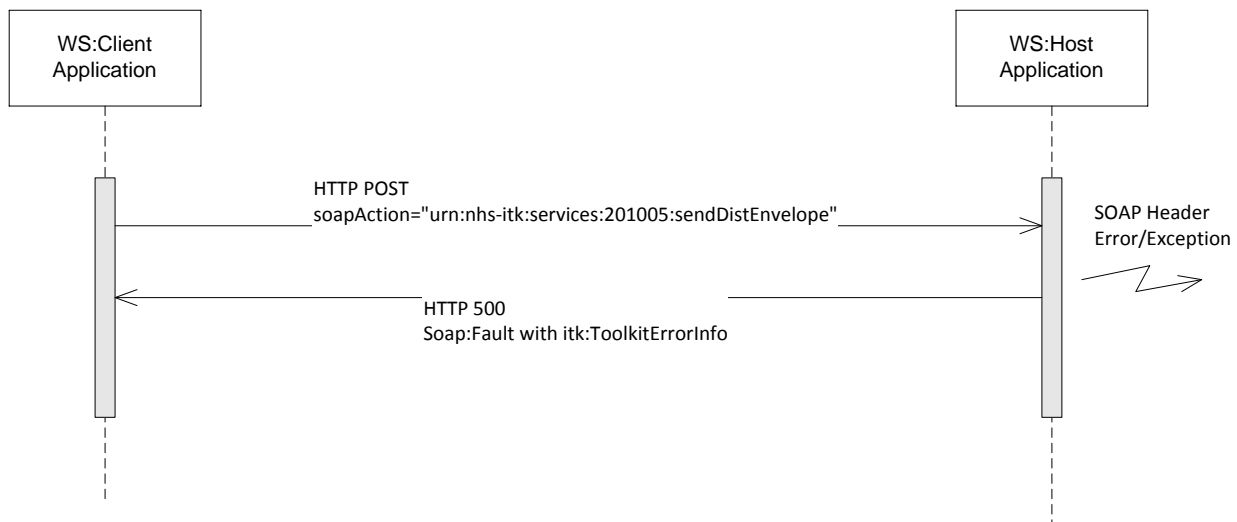 WS:Client
Application
WS:Host
Application
HTTP POST
soapAction="urn:nhs-itk:services:201005:sendDistEnvelope"
SOAP Header
Error/Exception
HTTP 500
Soap:Fault with itk:ToolkitErrorInfo